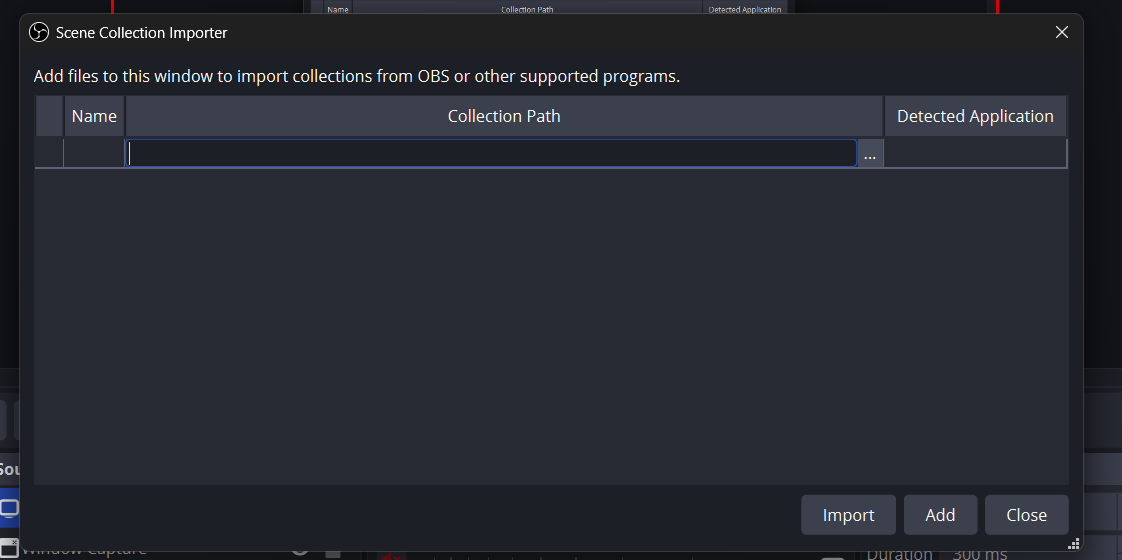 Name Collection Path Detected Application
Scene Collection Importer
Add files to this window to import collections from OBS or other supported programs.
Name Collection Path Detected Application
...
Import Add Close
Sou
Window Capture
Duration 300 ms